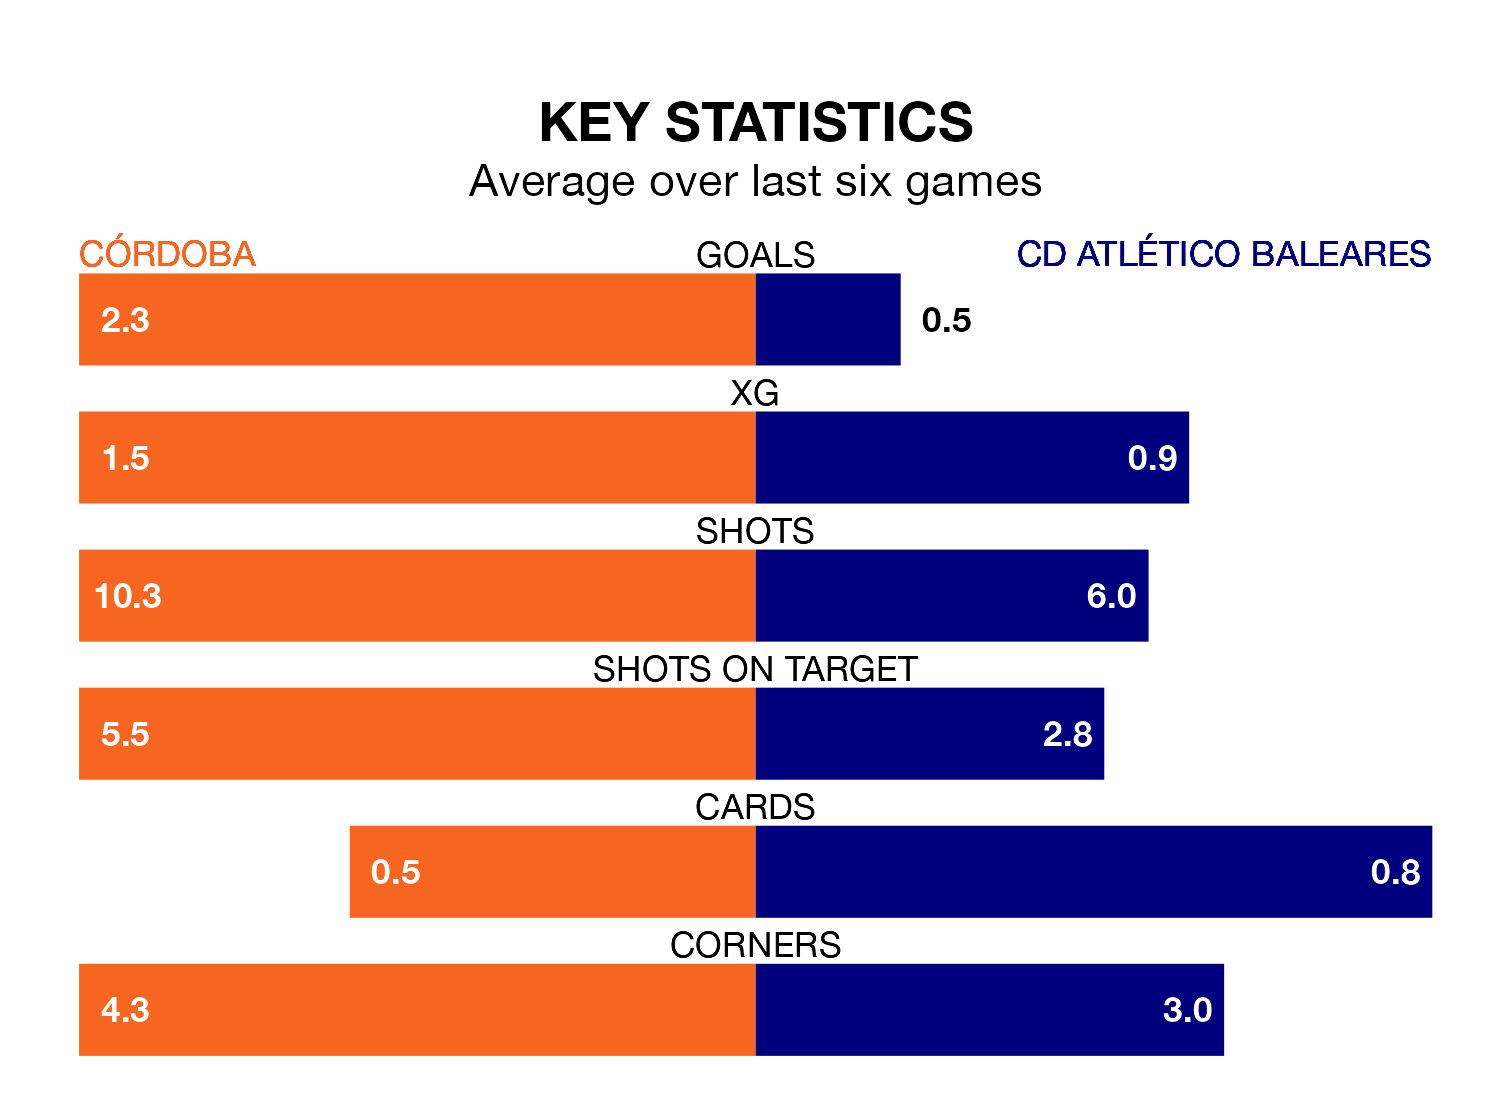 KEY STATISTICS
Average over last six games
CÓRDOBA GOALS CD ATLÉTICO BALEARES
2.3 0.5
XG
1.5 0.9
SHOTS
10.3 6.0
SHOTS ON TARGET
5.5 2.8
CARDS
0.5 0.8
CORNERS
4.3 3.0